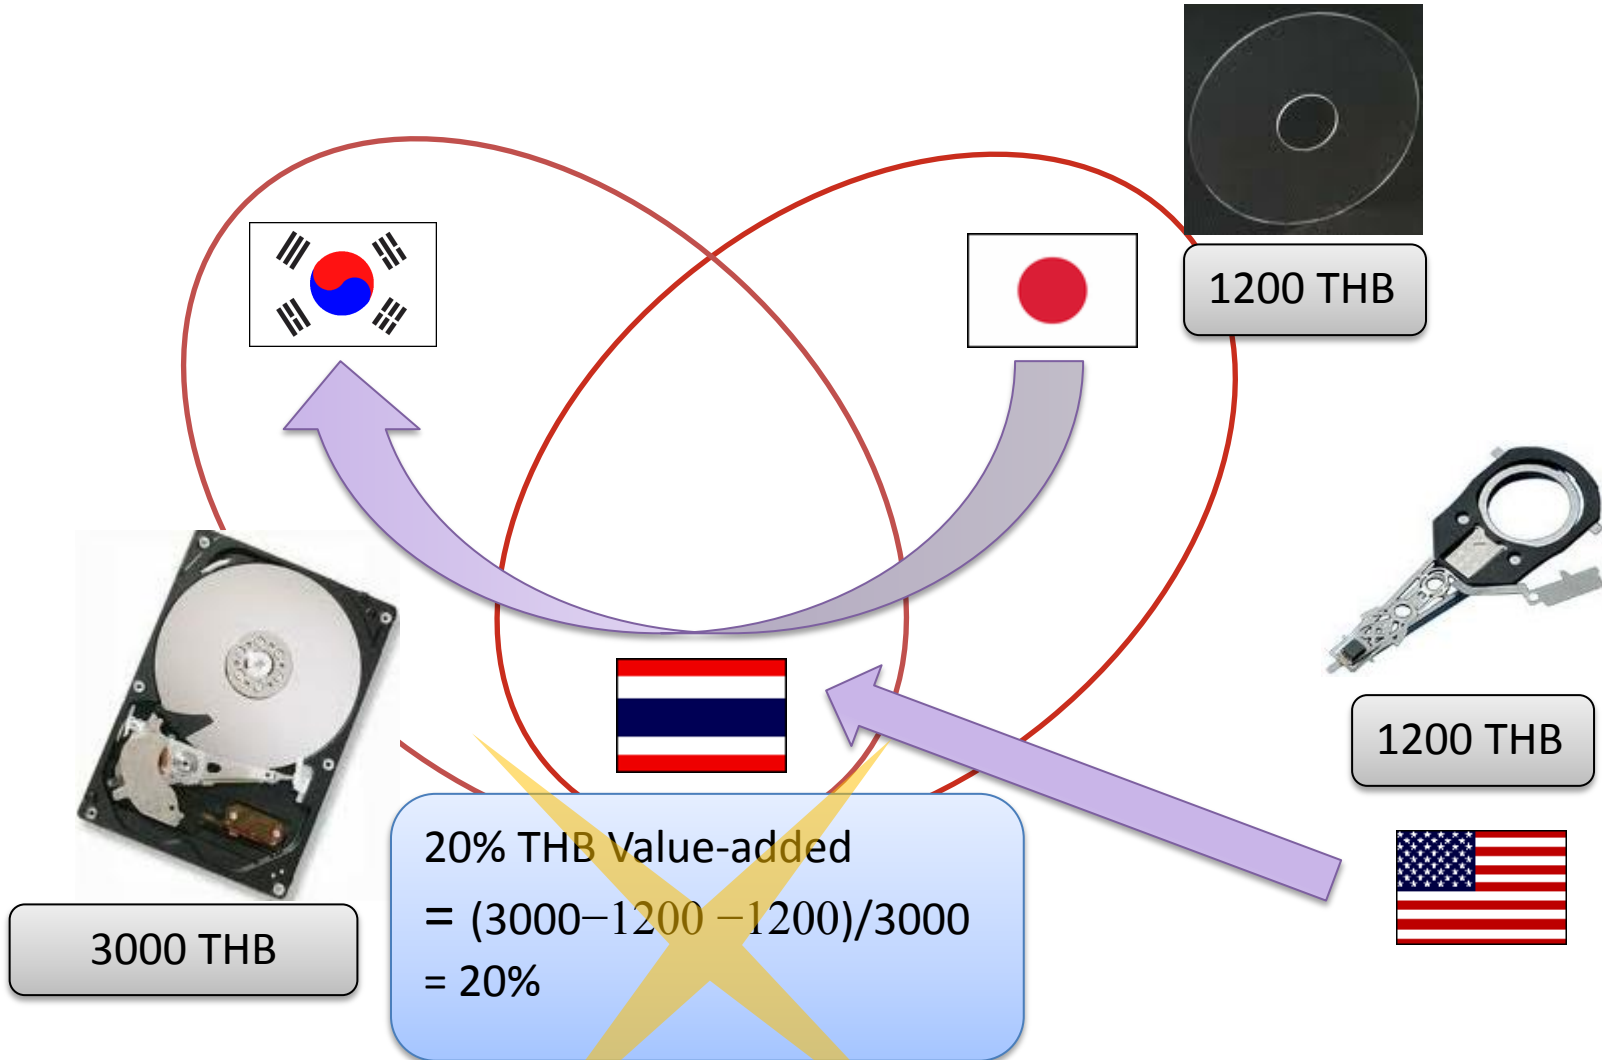 1200 THB
1200 THB
20% THB Value-added
= (3000−1200 −1200)/3000
= 20%
3000 THB